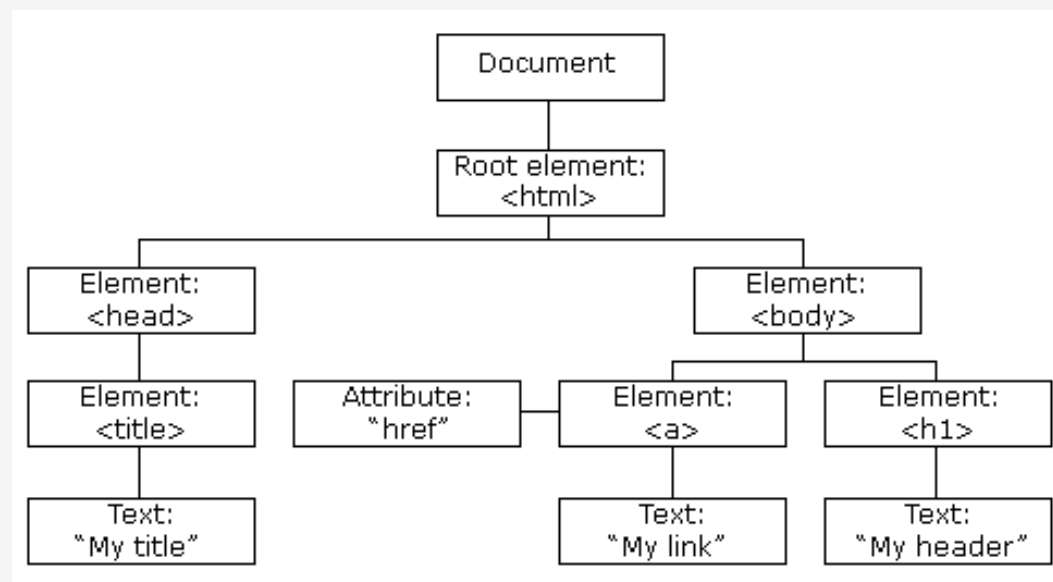 Document
Root element:
<html>
Element:
<head>
Element:
<body>
Element:
<title>
Attribute:
“href”
Element:
<a>
Element:
<h1>
Text:
“My title”
Text:
“My link”
Text:
“My header”